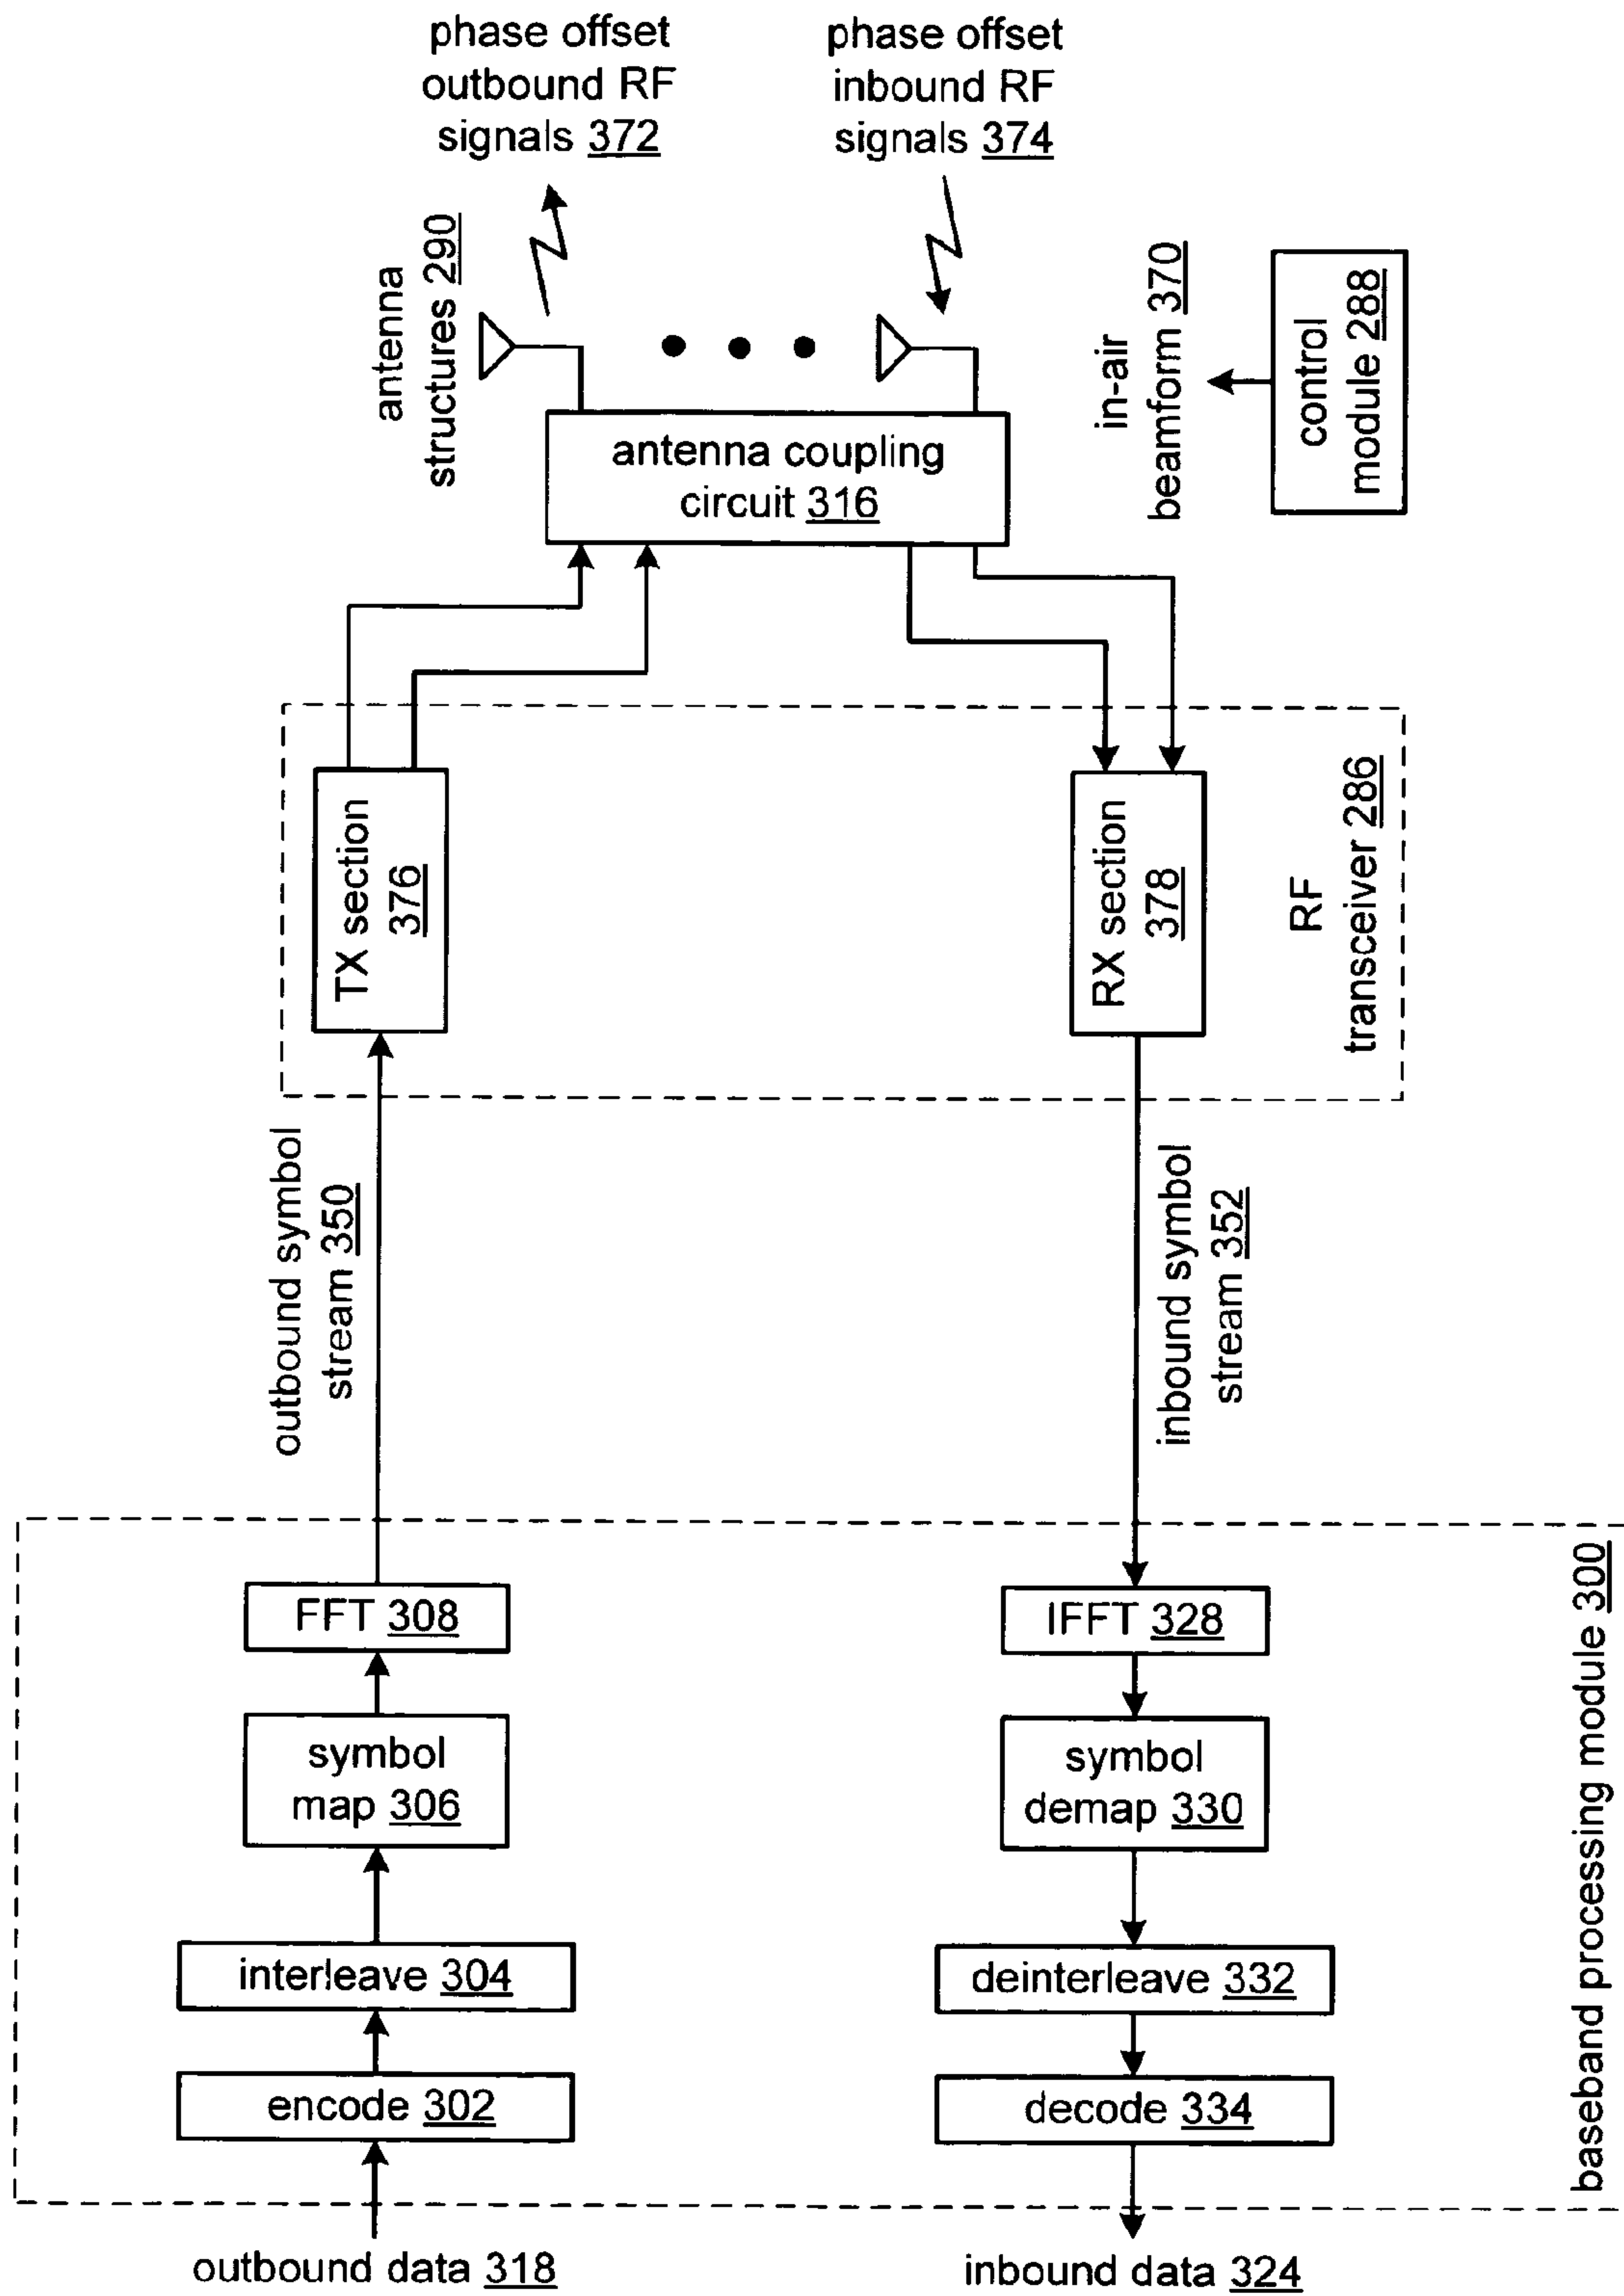 phase offset
outbound RF
signals 372
phase offset
inbound RF
signals 374
antenna
structures 290
in-air
beamform 370
control
module 288
antenna coupling
circuit 316
TX section
376
RX section
378
RF
transceiver 286
outbound symbol
stream 350
inbound symbol
stream 352
FFT 308
IFFT 328
symbol
map 306
symbol
demap 330
interleave 304
deinterleave 332
encode 302
decode 334
baseband processing module 300
outbound data 318
inbound data 324